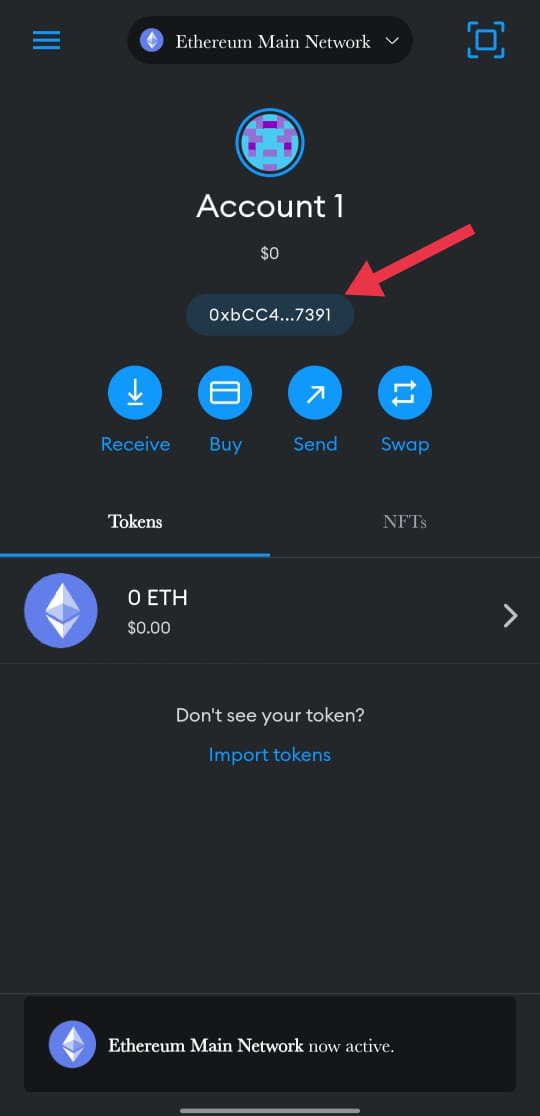 Ethereum Main Network
Account 1
$0
0xbCC4...7391
Receive Buy Send Swap
Tokens NFTs
0 ETH
$0.00
Don't see your token?
Import tokens
Ethereum Main Network now active.